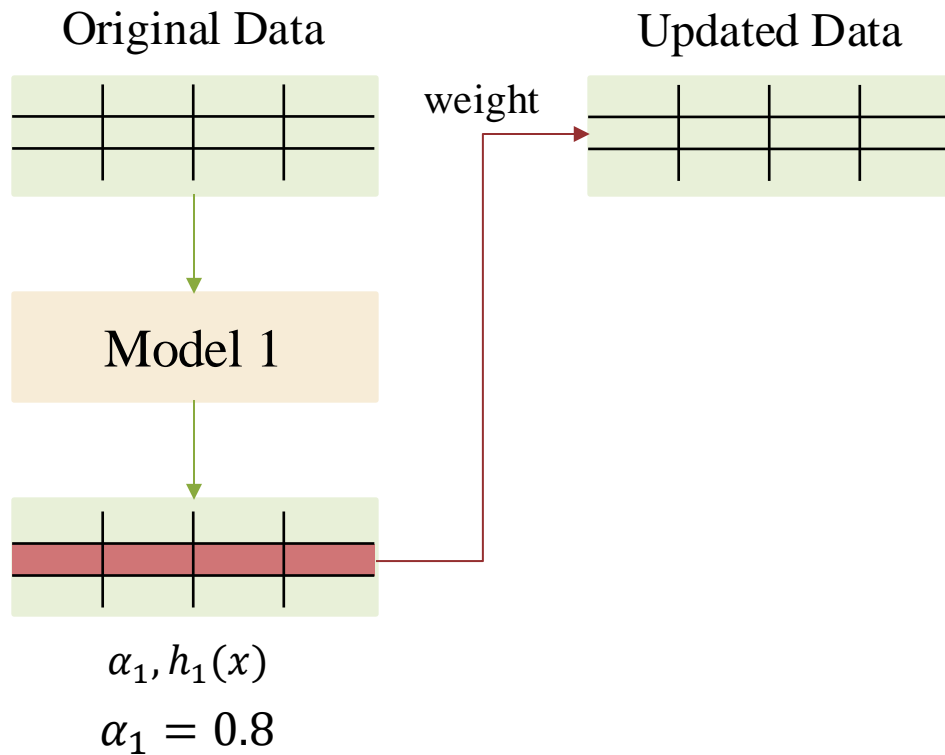 Original Data
Updated Data
weight
Model 1
α₁, h₁(x)
α₁ = 0.8